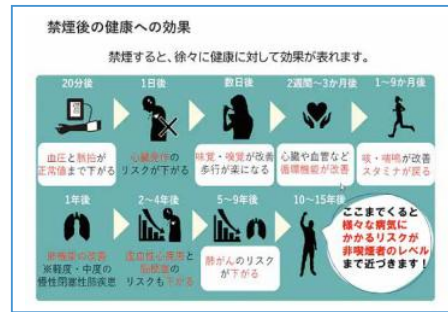 禁煙後の健康への効果
禁煙すると、徐々に健康に対して効果が表れます。
20分後
1日後
数日後
2週間～3か月後
1～9か月後
血圧と脈拍が
正常値まで下がる
心臓発作の
リスクが下がる
味覚・嗅覚が改善
歩行が楽になる
心臓や血管など
循環機能が改善
咳・喘鳴が改善
スタミナが戻る
1年後
2～4年後
5～9年後
10～15年後
肺機能の改善
※軽度・中度の
慢性閉塞性肺疾患
虚血性心疾患と
脳梗塞の
リスクも下がる
肺がんのリスク
が下がる
ここまでくると
様々な病気に
かかるリスクが
非喫煙者のレベル
まで近づきます！